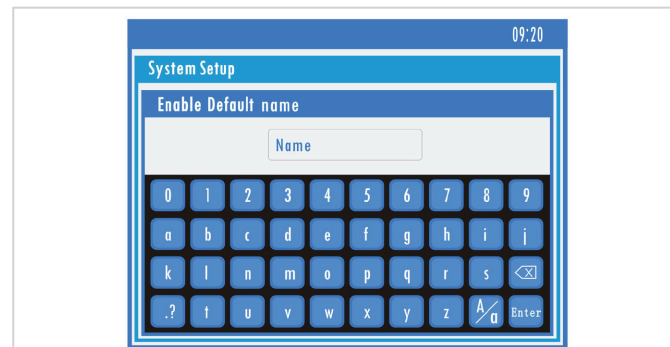 09:20
System Setup
Enable Default name
Name
0 1 2 3 4 5 6 7 8 9
a b c d e f g h i j
k l n m o p q r s
.? t u v w x y z A/a Enter